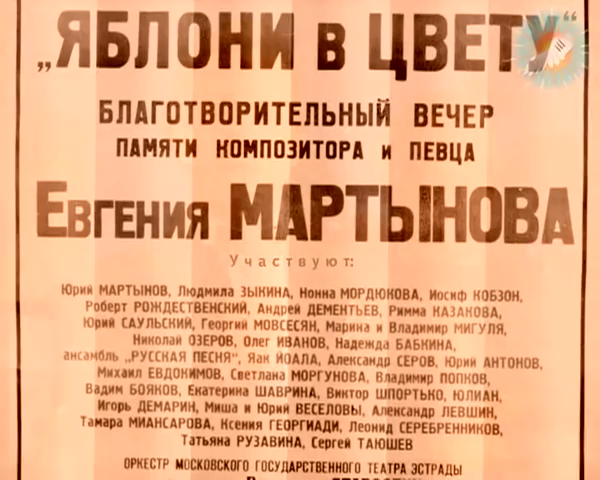 „ЯБЛОНИ В ЦВЕТУ“
БЛАГОТВОРИТЕЛЬНЫЙ ВЕЧЕР
ПАМЯТИ КОМПОЗИТОРА И ПЕВЦА
ЕВГЕНИЯ МАРТЫНОВА
Участвуют:
Юрий МАРТЫНОВ, Людмила ЗЫКИНА, Нонна МОРДЮКОВА, Иосиф КОБЗОН,
Роберт РОЖДЕСТВЕНСКИЙ, Андрей ДЕМЕНТЬЕВ, Римма КАЗАКОВА,
Юрий САУЛЬСКИЙ, Георгий МОВСЕСЯН, Марина и Владимир МИГУЛЯ,
Николай ОЗЕРОВ, Олег ИВАНОВ, Надежда БАБКИНА,
ансамбль „РУССКАЯ ПЕСНЯ“, Яак ЙОАЛА, Александр СЕРОВ, Юрий АНТОНОВ,
Михаил ЕВДОКИМОВ, Светлана МОРГУНОВА, Владимир ПОПКОВ,
Вадим БОЯКОВ, Екатерина ШАВРИНА, Виктор ШПОРТЬКО, ЮЛИАН,
Игорь ДЕМАРИН, Миша и Юрий ВЕСЕЛОВЫ, Александр ЛЕВШИН,
Тамара МИАНСАРОВА, Ксения ГЕОРГИАДИ, Леонид СЕРЕБРЕННИКОВ,
Татьяна РУЗАВИНА, Сергей ТАЮШЕВ
ОРКЕСТР МОСКОВСКОГО ГОСУДАРСТВЕННОГО ТЕАТРА ЭСТРАДЫ